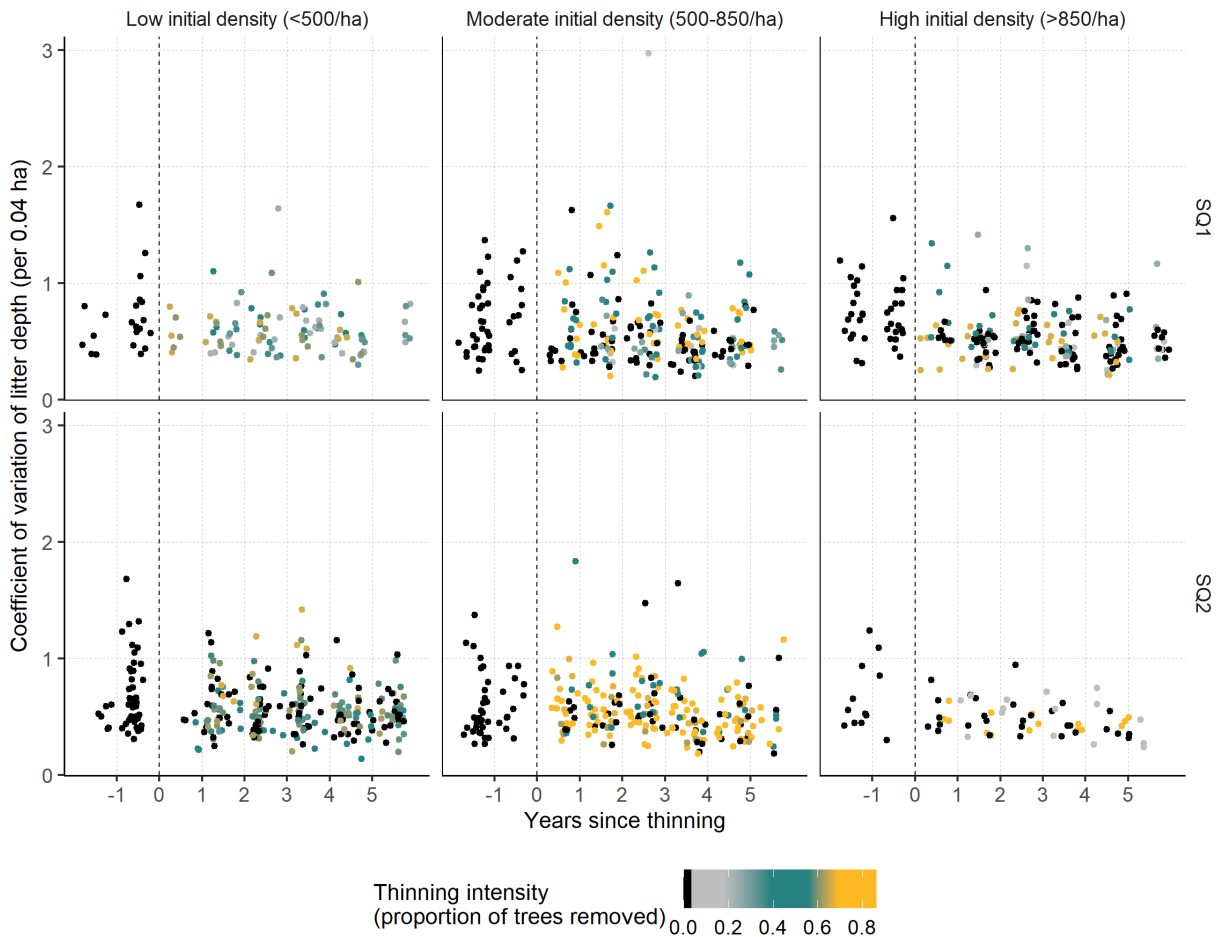 Low initial density (<500/ha)
Moderate initial density (500-850/ha)
High initial density (>850/ha)
Coefficient of variation of litter depth (per 0.04 ha)
3
2
1
0
SQ1
3
2
1
0
SQ2
-1 0 1 2 3 4 5
-1 0 1 2 3 4 5
-1 0 1 2 3 4 5
Years since thinning
Thinning intensity
(proportion of trees removed)
0.0 0.2 0.4 0.6 0.8